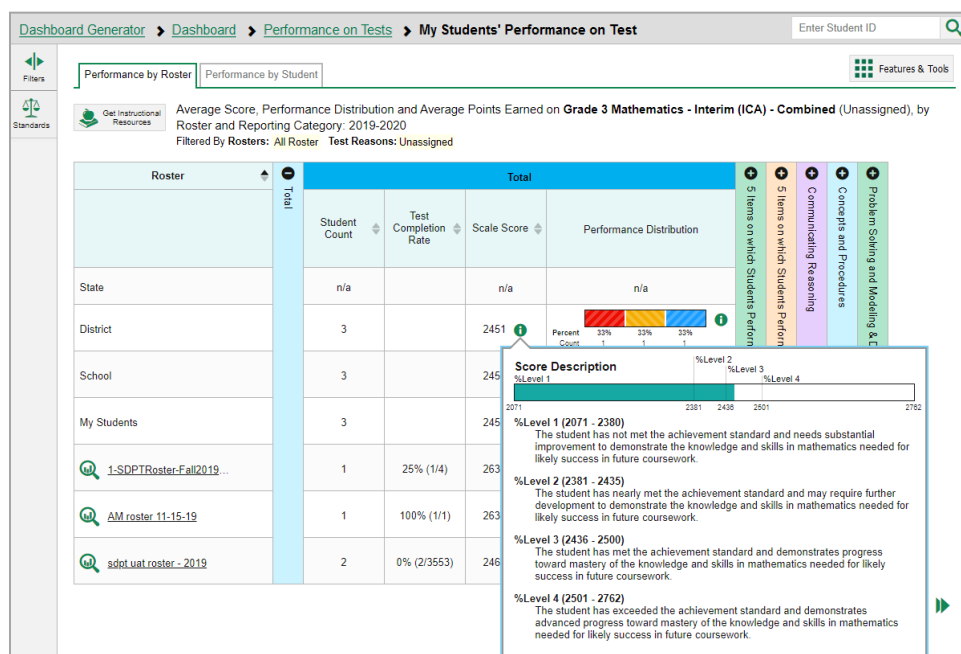 Dashboard Generator > Dashboard > Performance on Tests > My Students' Performance on Test
Enter Student ID
Filters
Standards
Performance by Roster
Performance by Student
Features & Tools
Get Instructional
Resources
Average Score, Performance Distribution and Average Points Earned on Grade 3 Mathematics - Interim (ICA) - Combined (Unassigned), by
Roster and Reporting Category: 2019-2020
Filtered By Rosters: All Roster Test Reasons: Unassigned
Roster
Total
Total
Student
Count
Test
Completion
Rate
Scale Score
Performance Distribution
5 Items on which Students Perforn
5 Items on which Students Perforn
Communicating Reasoning
Concepts and Procedures
Problem Solving and Modeling &
State n/a n/a n/a
District 3 2451
Percent 33% 33% 33%
Count 1 1 1
School 3 245
My Students 3 245
1-SDPTRoster-Fall2019... 1 25% (1/4) 263
AM roster 11-15-19 1 100% (1/1) 263
sdpt uat roster - 2019 2 0% (2/3553) 246
Score Description
%Level 2
%Level 3
%Level 1 %Level 4
2071 2381 2436 2501 2762
%Level 1 (2071 - 2380)
The student has not met the achievement standard and needs substantial
improvement to demonstrate the knowledge and skills in mathematics needed for
likely success in future coursework.
%Level 2 (2381 - 2435)
The student has nearly met the achievement standard and may require further
development to demonstrate the knowledge and skills in mathematics needed for
likely success in future coursework.
%Level 3 (2436 - 2500)
The student has met the achievement standard and demonstrates progress
toward mastery of the knowledge and skills in mathematics needed for likely
success in future coursework.
%Level 4 (2501 - 2762)
The student has exceeded the achievement standard and demonstrates
advanced progress toward mastery of the knowledge and skills in mathematics
needed for likely success in future coursework.